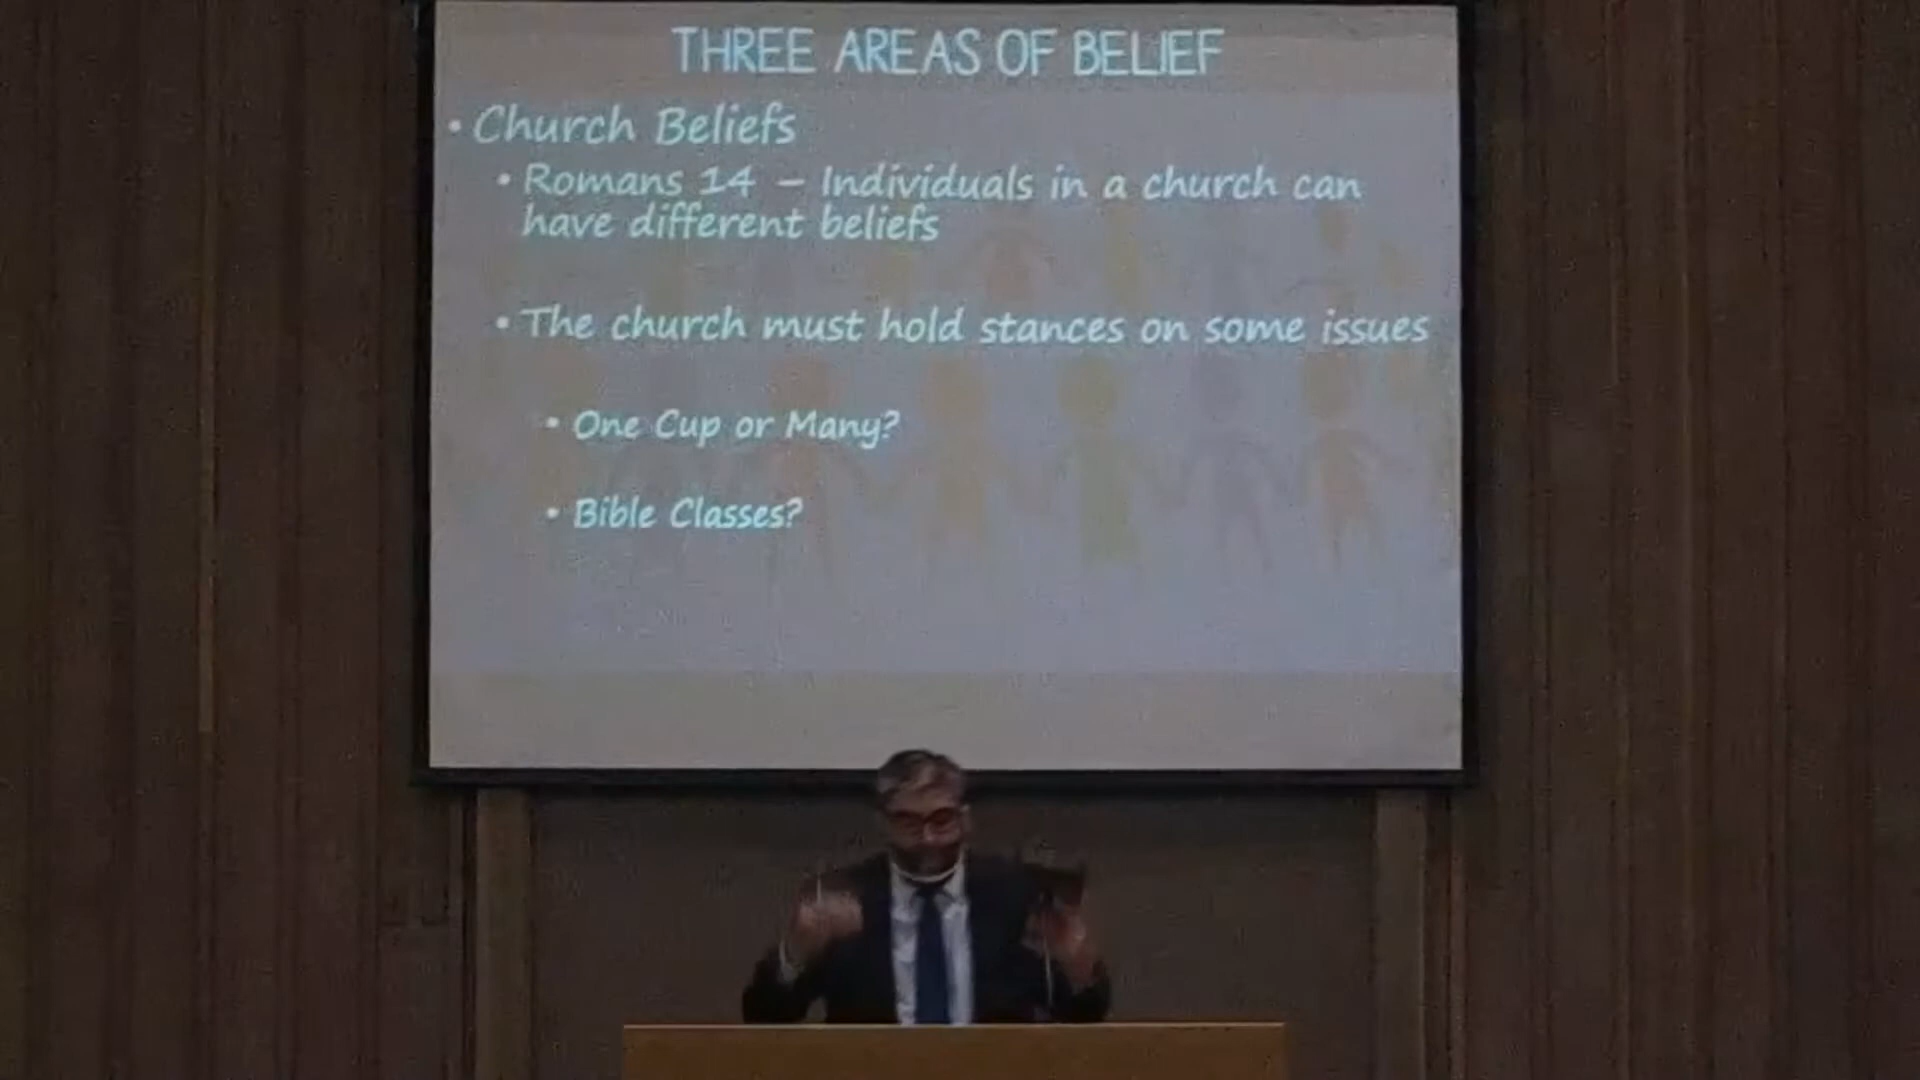 THREE AREAS OF BELIEF
• Church Beliefs
• Romans 14 – Individuals in a church can
have different beliefs
• The church must hold stances on some issues
• One Cup or Many?
• Bible Classes?